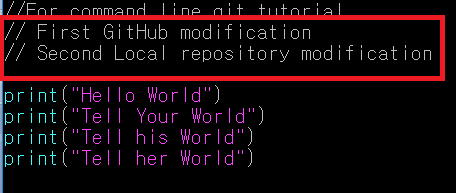 //For command line git tutorial
// First GitHub modification
// Second Local repository modification
print("Hello World")
print("Tell Your World")
print("Tell his World")
print("Tell her World")